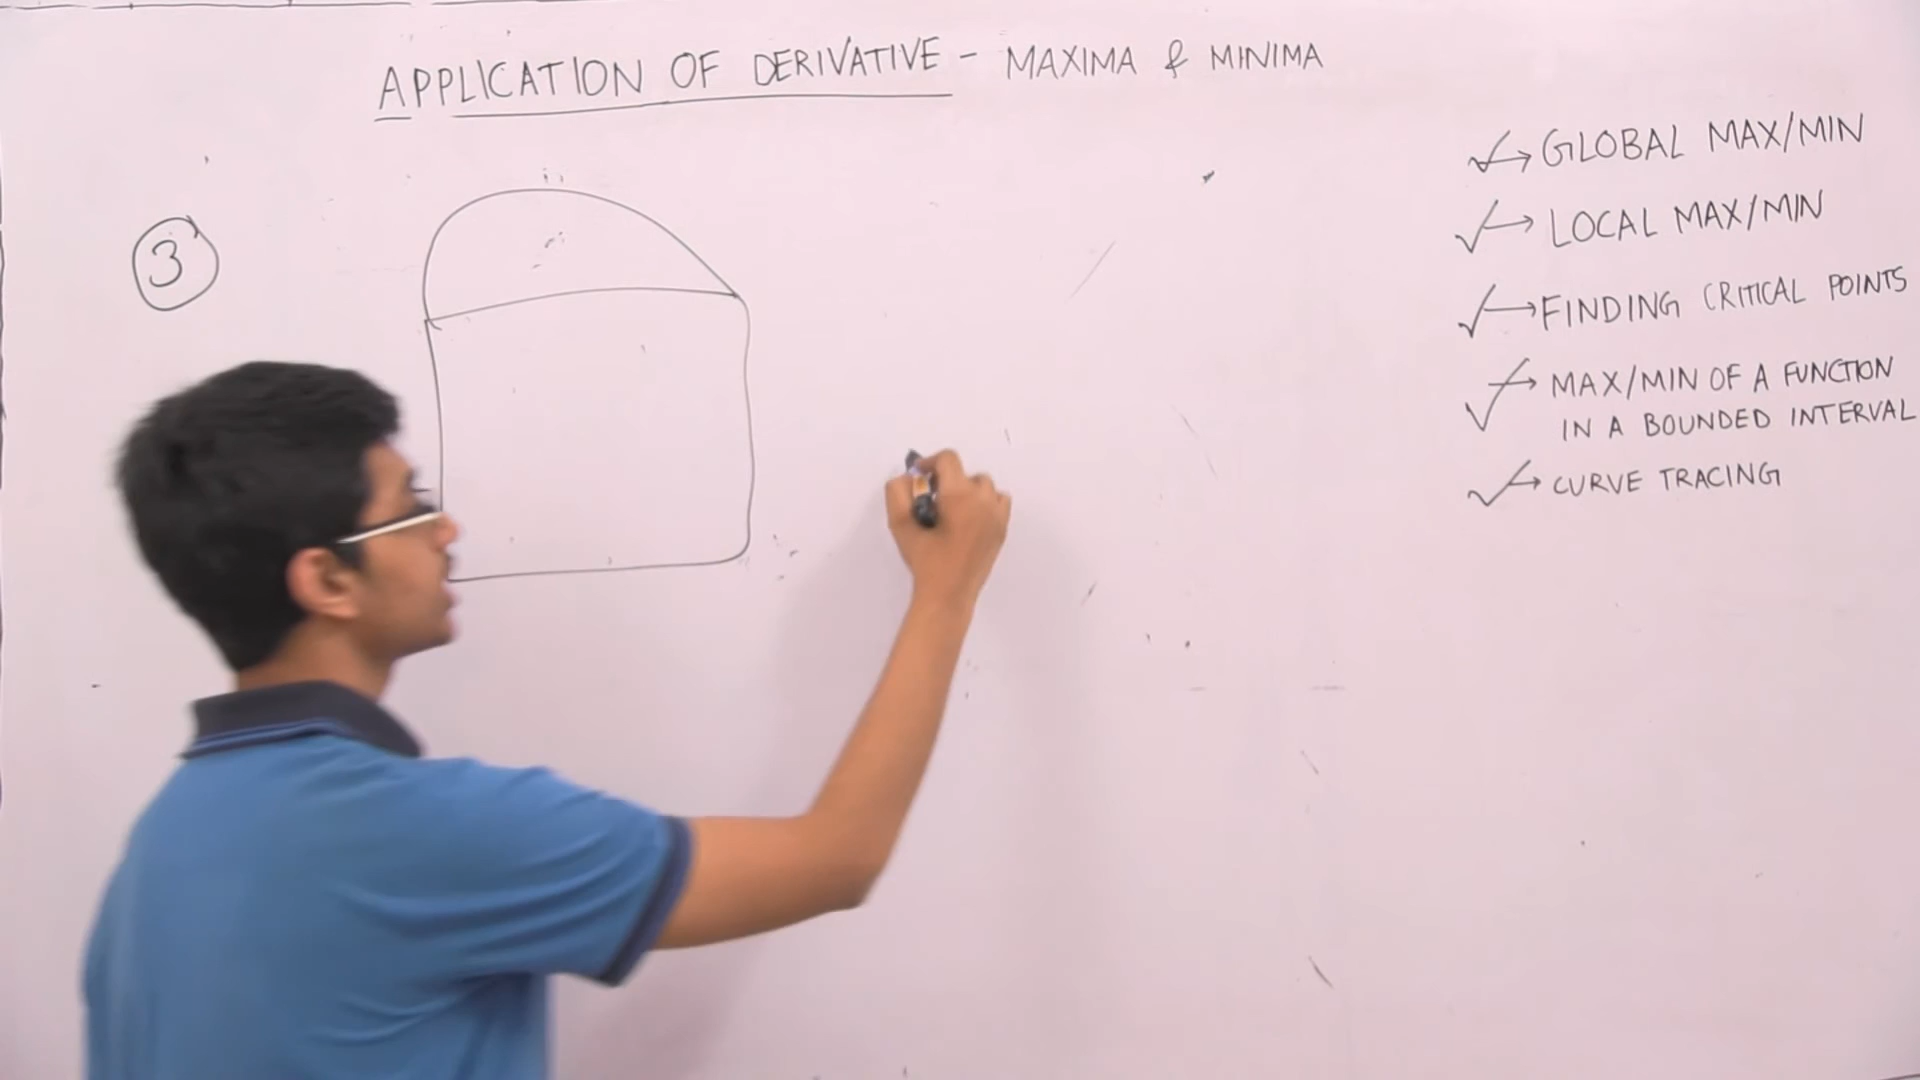 APPLICATION OF DERIVATIVE - MAXIMA & MINIMA
3
✓→ GLOBAL MAX/MIN
✓→ LOCAL MAX/MIN
✓→ FINDING CRITICAL POINTS
✓→ MAX/MIN OF A FUNCTION
IN A BOUNDED INTERVAL
✓→ CURVE TRACING